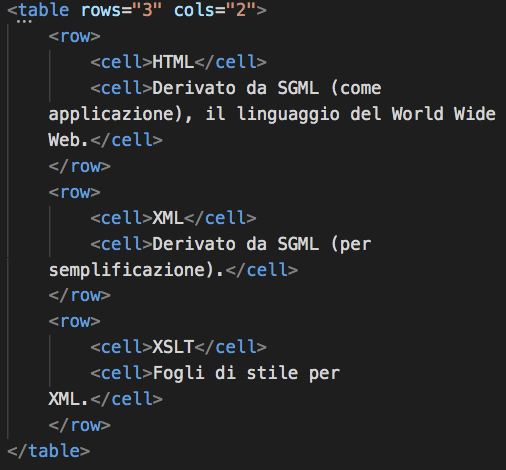 <table rows="3" cols="2">
<row>
<cell>HTML</cell>
<cell>Derivato da SGML (come
applicazione), il linguaggio del World Wide
Web.</cell>
</row>
<row>
<cell>XML</cell>
<cell>Derivato da SGML (per
semplificazione).</cell>
</row>
<row>
<cell>XSLT</cell>
<cell>Fogli di stile per
XML.</cell>
</row>
</table>